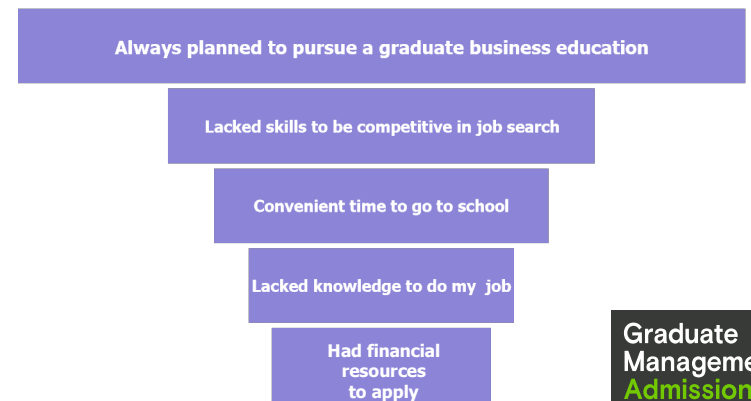 Always planned to pursue a graduate business education
Lacked skills to be competitive in job search
Convenient time to go to school
Lacked knowledge to do my job
Had financial
resources
to apply
Graduate
Manageme
Admission